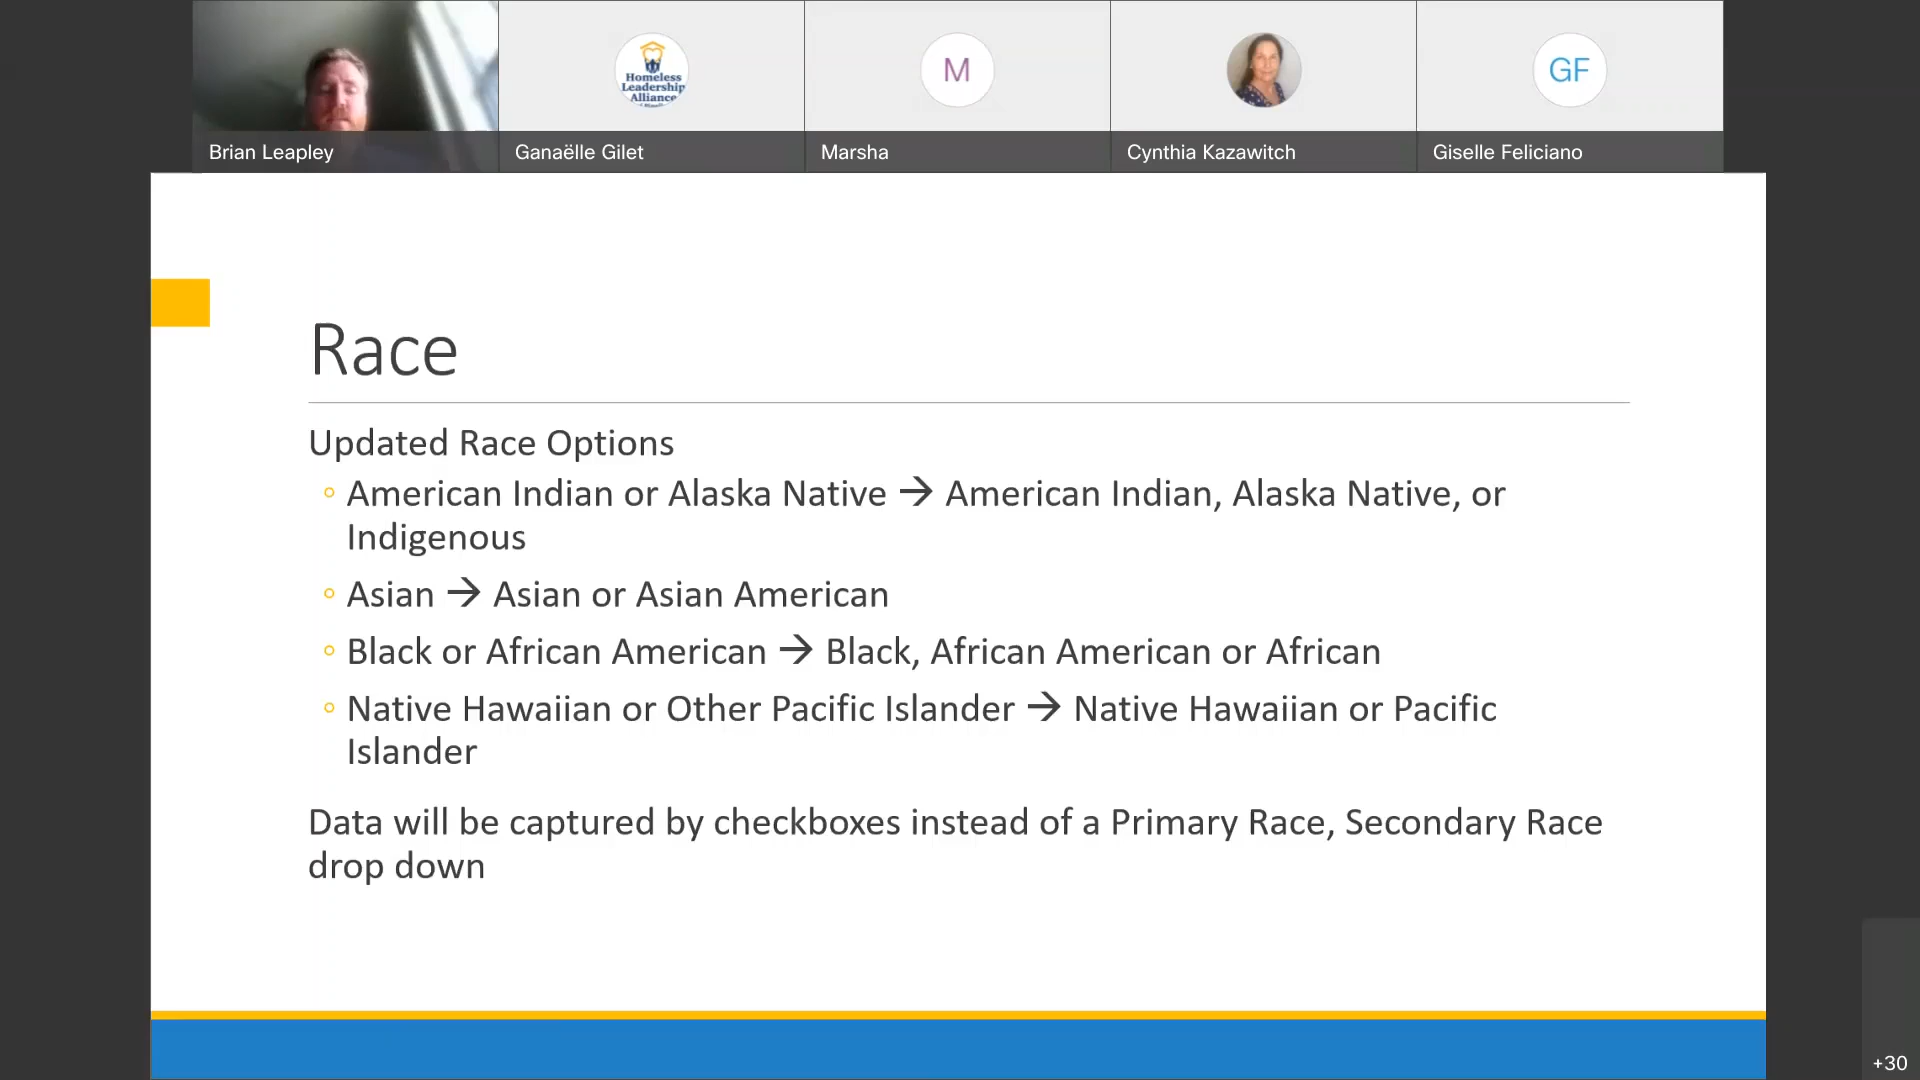 Homeless
Leadership
Alliance
M
GF
Brian Leapley
Ganaëlle Gilet
Marsha
Cynthia Kazawitch
Giselle Feliciano
Race
Updated Race Options
American Indian or Alaska Native → American Indian, Alaska Native, or
Indigenous
Asian → Asian or Asian American
Black or African American → Black, African American or African
Native Hawaiian or Other Pacific Islander → Native Hawaiian or Pacific
Islander
Data will be captured by checkboxes instead of a Primary Race, Secondary Race
drop down
+30